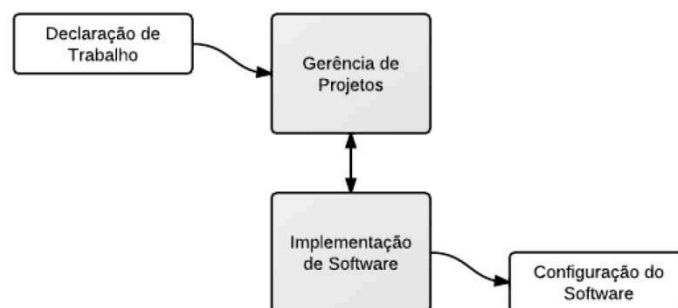 Declaração de
Trabalho
Gerência de
Projetos
Implementação
de Software
Configuração do
Software